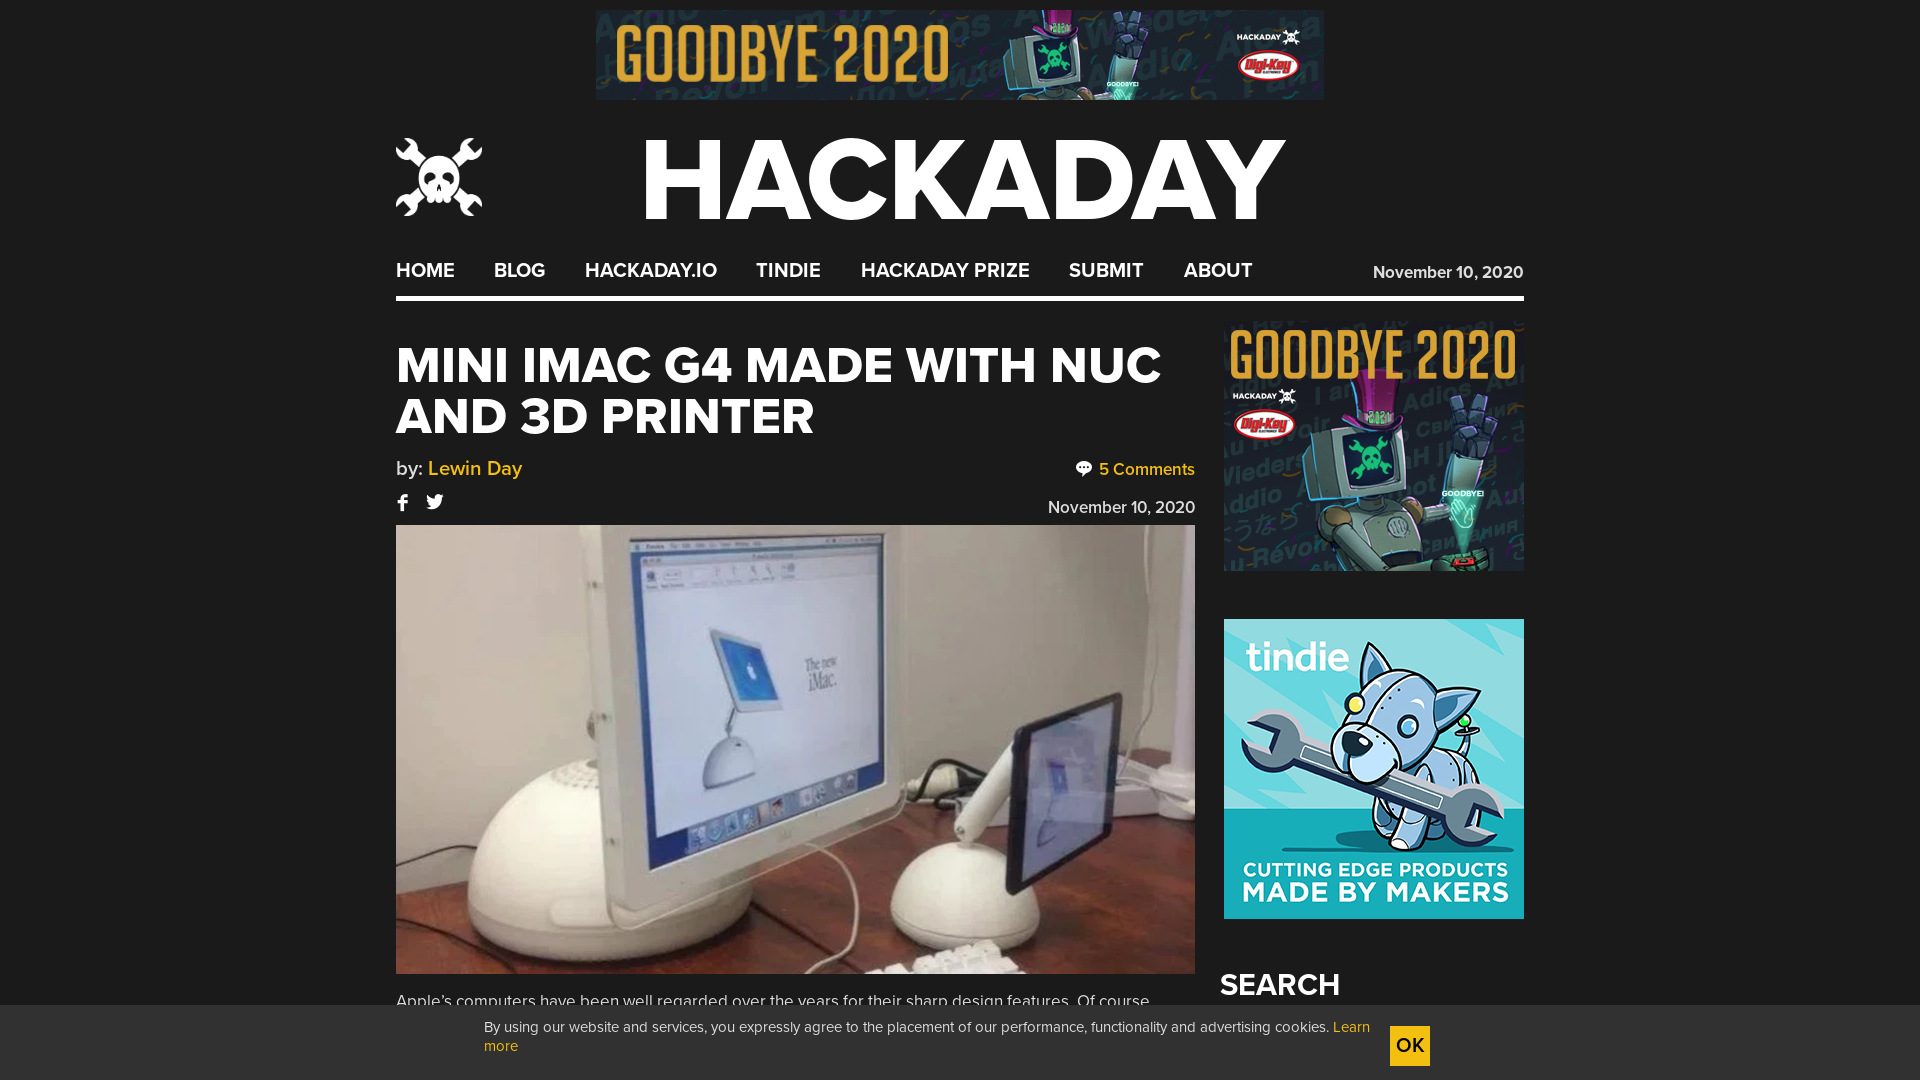 GOODBYE 2020
HACKADAY
Digi-Key
ELECTRONICS
GOODBYE!
2021
HACKADAY
HOME BLOG HACKADAY.IO TINDIE HACKADAY PRIZE SUBMIT ABOUT
November 10, 2020
MINI IMAC G4 MADE WITH NUC
AND 3D PRINTER
by: Lewin Day
5 Comments
November 10, 2020
The new
iMac.
Apple's computers have been well regarded over the years for their sharp design features. Of course
GOODBYE 2020
HACKADAY
Digi-Key
ELECTRONICS
2021
GOODBYE!
tindie
CUTTING EDGE PRODUCTS
MADE BY MAKERS
SEARCH
By using our website and services, you expressly agree to the placement of our performance, functionality and advertising cookies. Learn
more
OK